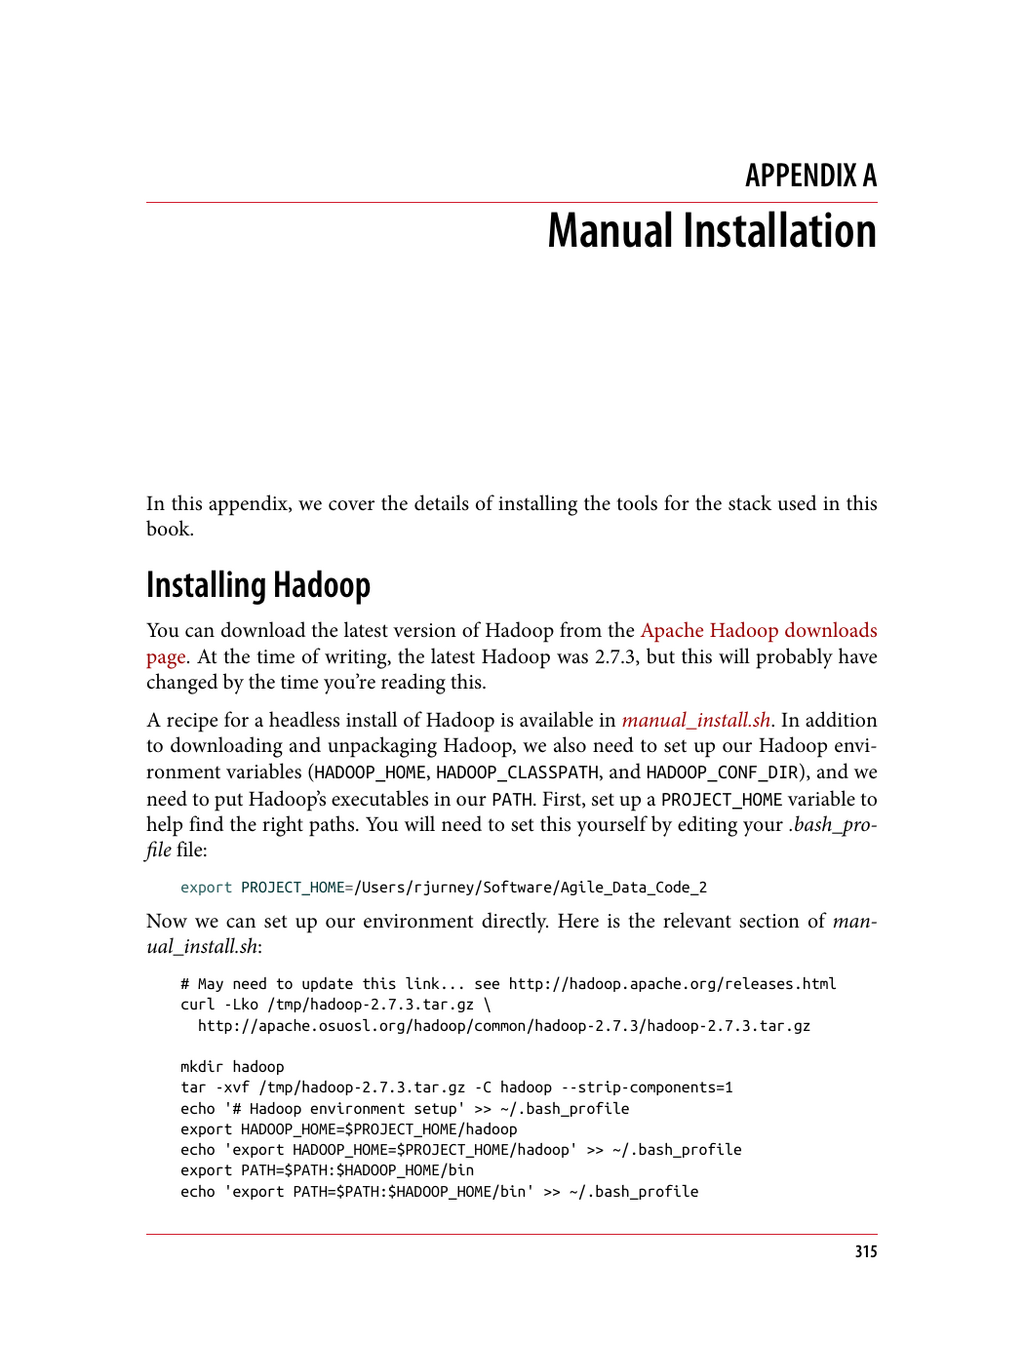 APPENDIX A
Manual Installation
In this appendix, we cover the details of installing the tools for the stack used in this
book.
Installing Hadoop
You can download the latest version of Hadoop from the Apache Hadoop downloads
page. At the time of writing, the latest Hadoop was 2.7.3, but this will probably have
changed by the time you’re reading this.
A recipe for a headless install of Hadoop is available in manual_install.sh. In addition
to downloading and unpackaging Hadoop, we also need to set up our Hadoop envi-
ronment variables (HADOOP_HOME, HADOOP_CLASSPATH, and HADOOP_CONF_DIR), and we
need to put Hadoop’s executables in our PATH. First, set up a PROJECT_HOME variable to
help find the right paths. You will need to set this yourself by editing your .bash_pro-
file file:
export PROJECT_HOME=/Users/rjurney/Software/Agile_Data_Code_2
Now we can set up our environment directly. Here is the relevant section of man-
ual_install.sh:
# May need to update this link... see http://hadoop.apache.org/releases.html
curl -Lko /tmp/hadoop-2.7.3.tar.gz \
  http://apache.osuosl.org/hadoop/common/hadoop-2.7.3/hadoop-2.7.3.tar.gz
mkdir hadoop
tar -xvf /tmp/hadoop-2.7.3.tar.gz -C hadoop --strip-components=1
echo '# Hadoop environment setup' >> ~/.bash_profile
export HADOOP_HOME=$PROJECT_HOME/hadoop
echo 'export HADOOP_HOME=$PROJECT_HOME/hadoop' >> ~/.bash_profile
export PATH=$PATH:$HADOOP_HOME/bin
echo 'export PATH=$PATH:$HADOOP_HOME/bin' >> ~/.bash_profile
315